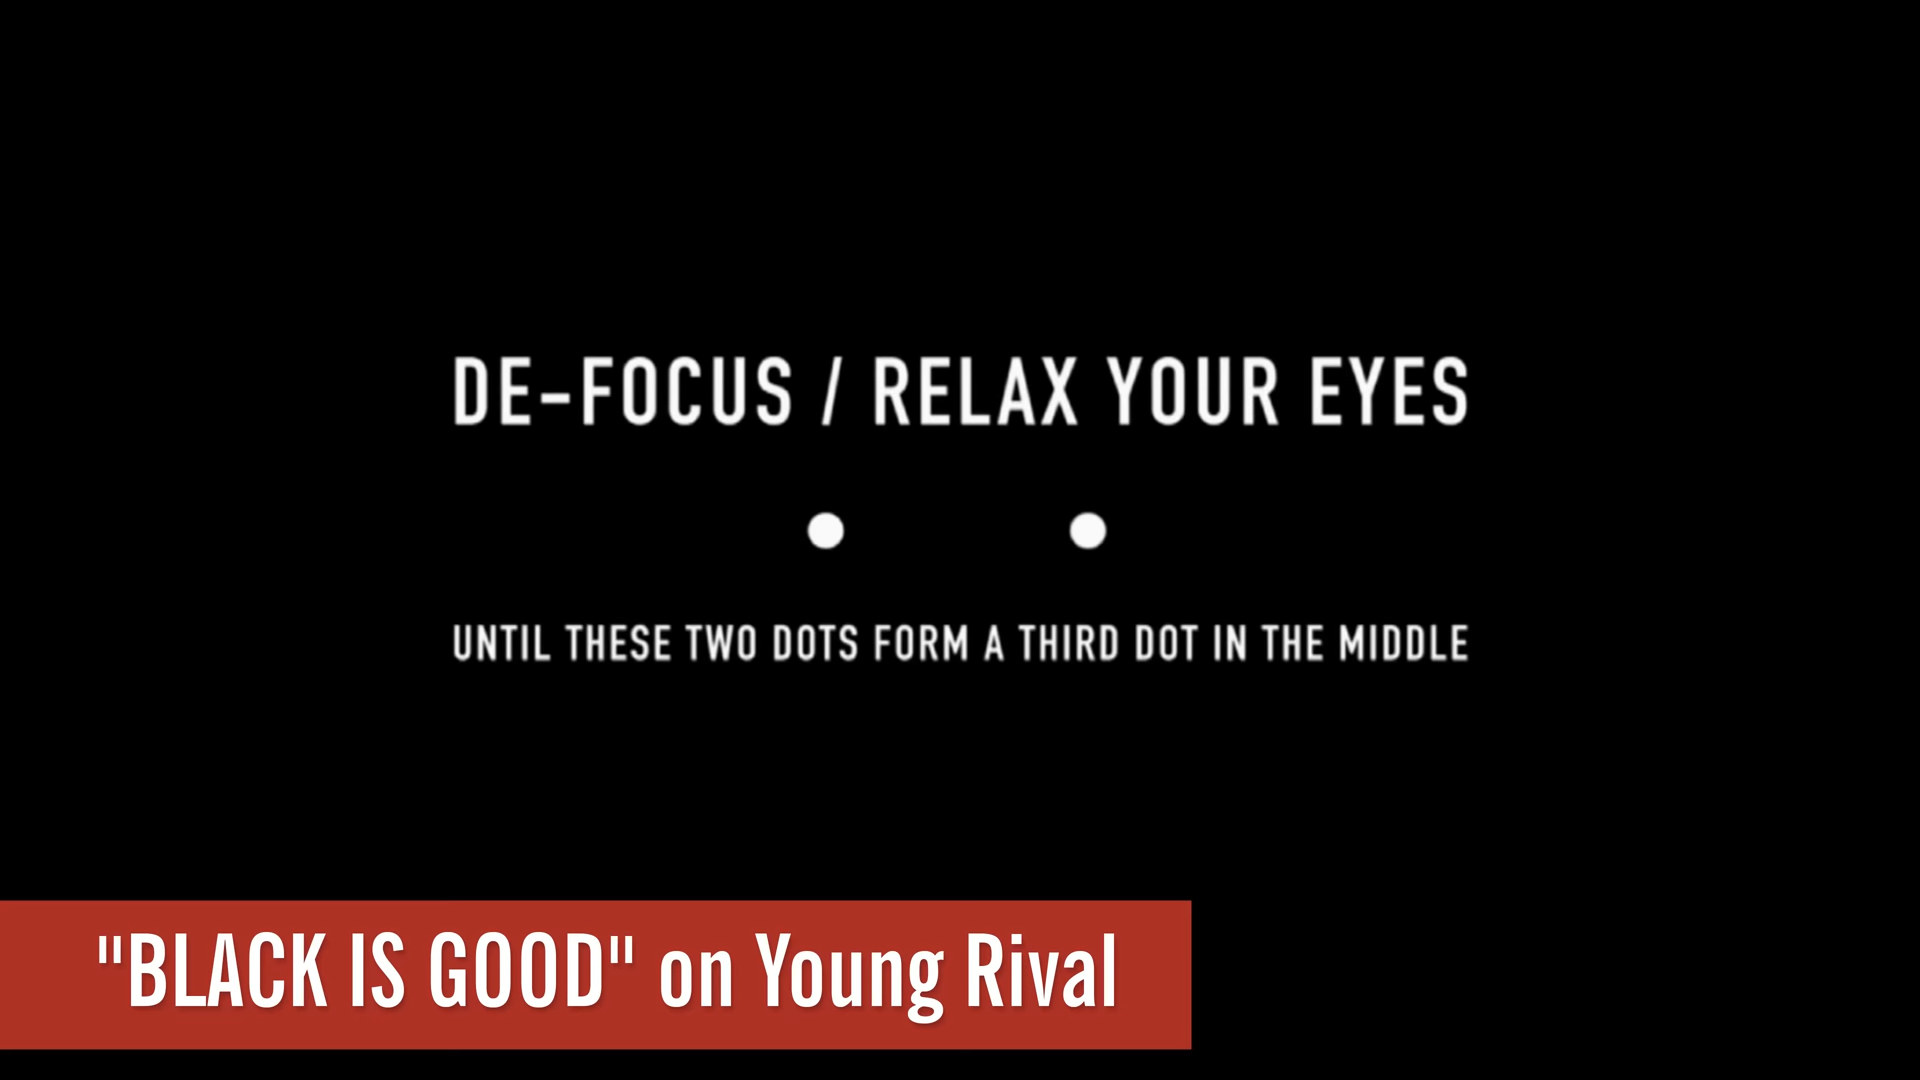 DE-FOCUS / RELAX YOUR EYES
UNTIL THESE TWO DOTS FORM A THIRD DOT IN THE MIDDLE
"BLACK IS GOOD" on Young Rival